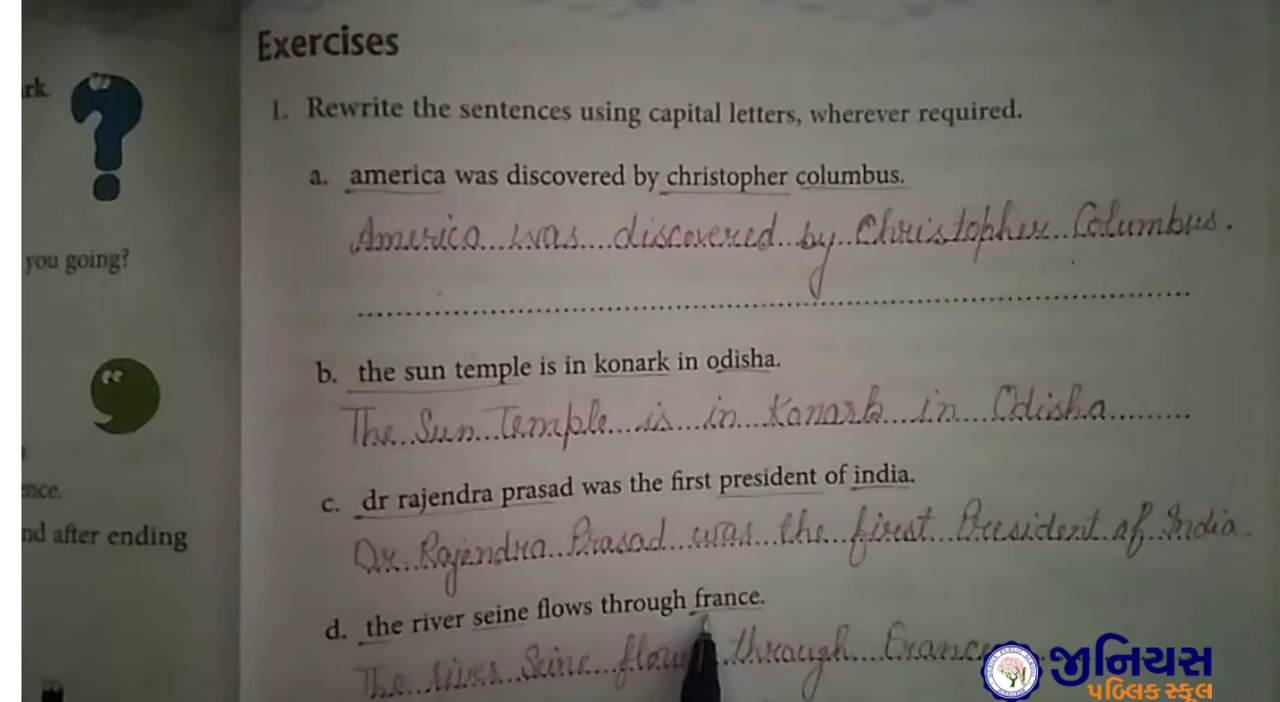 Exercises
rk.
1. Rewrite the sentences using capital letters, wherever required.
a. america was discovered by christopher columbus.
America was discovered by Christopher Columbus.
you going?
b. the sun temple is in konark in odisha.
The Sun Temple is in Konark in Odisha
c. dr rajendra prasad was the first president of india.
nce.
nd after ending
Dr. Rajendra Prasad was the first President of India.
d. the river seine flows through france.
The river Seine through
જીનિયસ
પબ્લિક સ્કૂલ